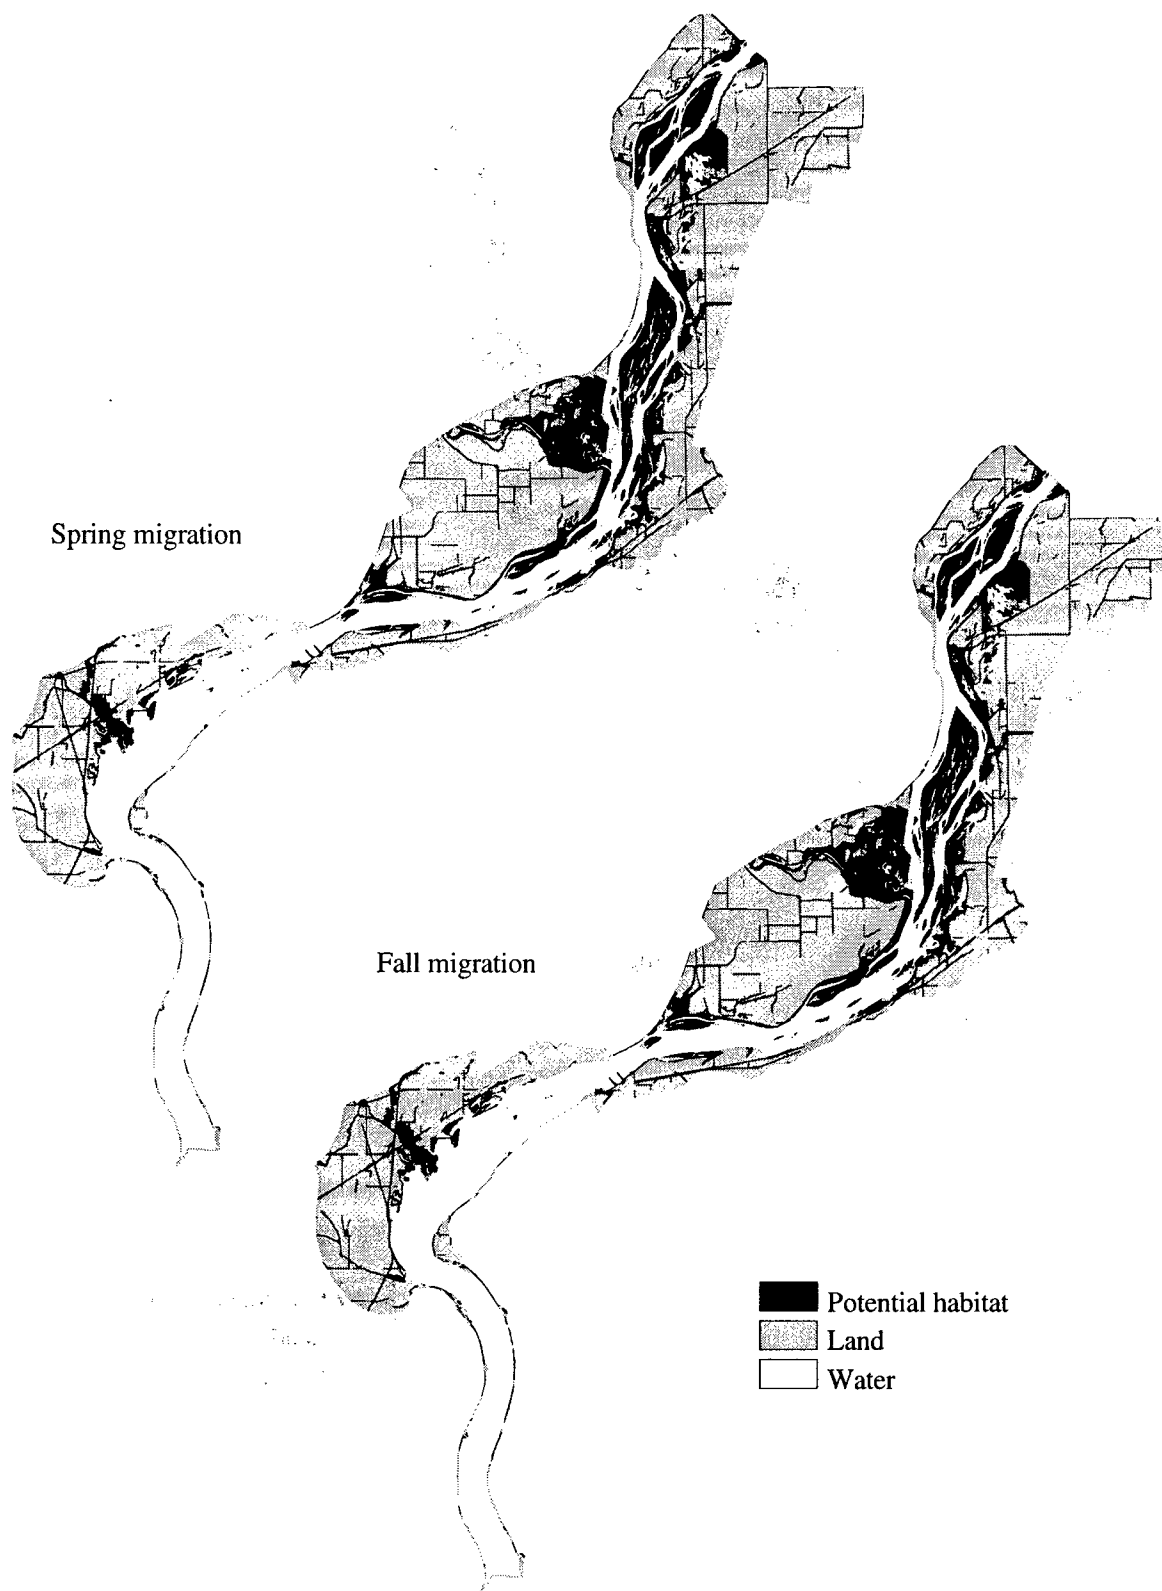 Spring migration
Fall migration
Potential habitat
Land
Water